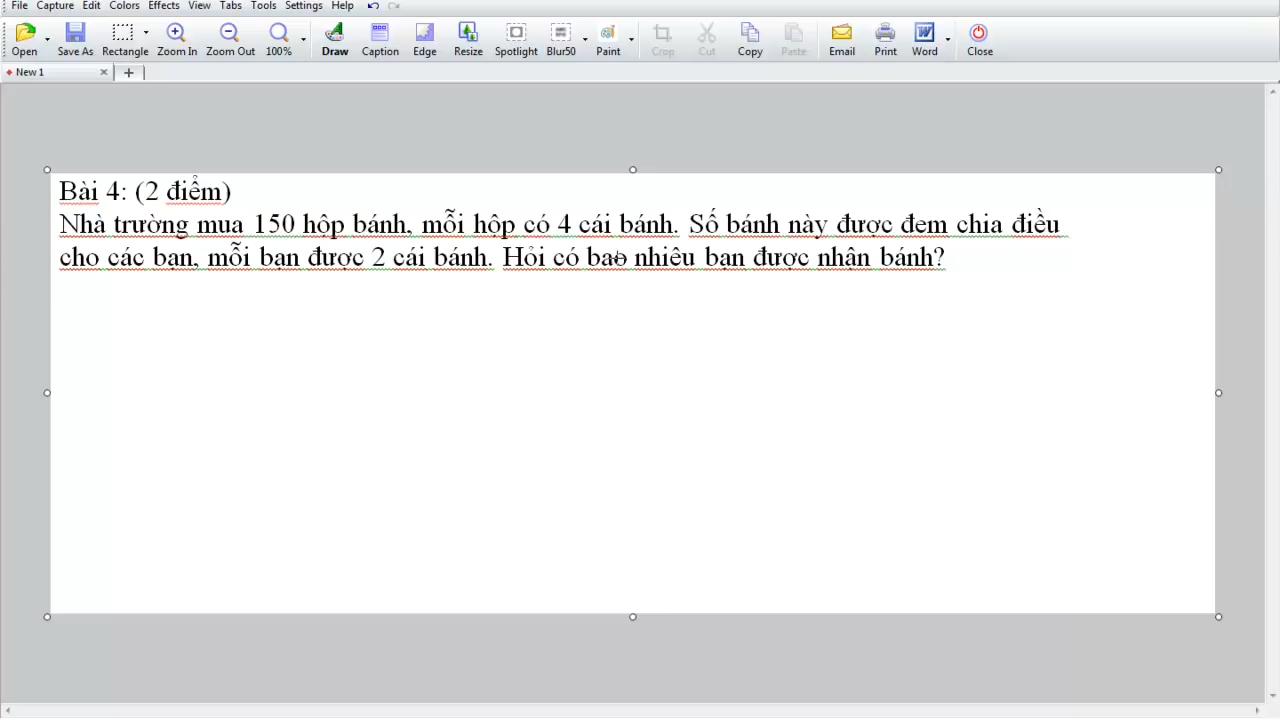 File Capture Edit Colors Effects View Tabs Tools Settings Help
Open Save As Rectangle Zoom In Zoom Out 100% Draw Caption Edge Resize Spotlight Blur50 Paint Crop Cut Copy Paste Email Print Word Close
New 1
Bài 4: (2 điểm)
Nhà trường mua 150 hộp bánh, mỗi hộp có 4 cái bánh. Số bánh này được đem chia điều
cho các bạn, mỗi bạn được 2 cái bánh. Hỏi có bao nhiêu bạn được nhận bánh?